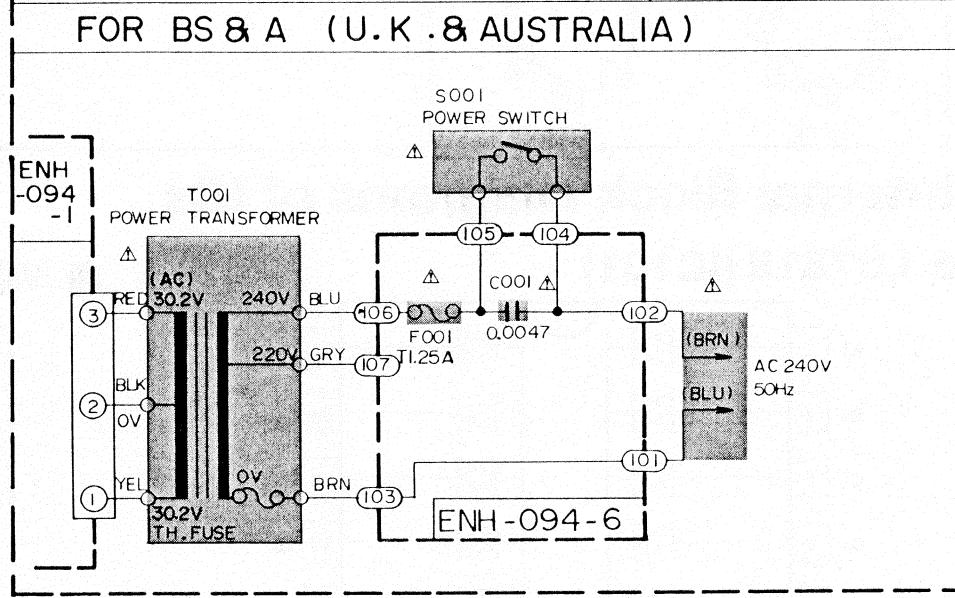 FOR BS & A (U.K. & AUSTRALIA)
S001
POWER SWITCH
ENH
-094
-1
T001
POWER TRANSFORMER
105
104
(AC)
C001
3
RED
30.2V
240V
BLU
106
102
F001
0.0047
T1.25A
(BRN)
220V
GRY
107
AC 240V
50Hz
BLK
2
0V
(BLU)
101
0V
YEL
BRN
1
103
30.2V
TH. FUSE
ENH-094-6